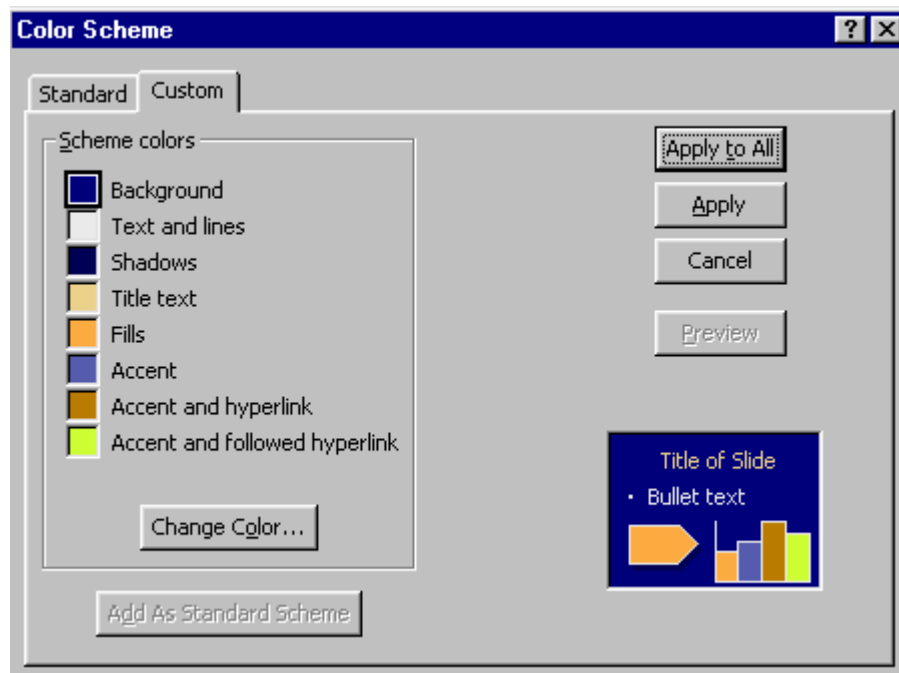 Color Scheme
Standard
Custom
Scheme colors
Background
Text and lines
Shadows
Title text
Fills
Accent
Accent and hyperlink
Accent and followed hyperlink
Change Color...
Add As Standard Scheme
Apply to All
Apply
Cancel
Preview
Title of Slide
• Bullet text